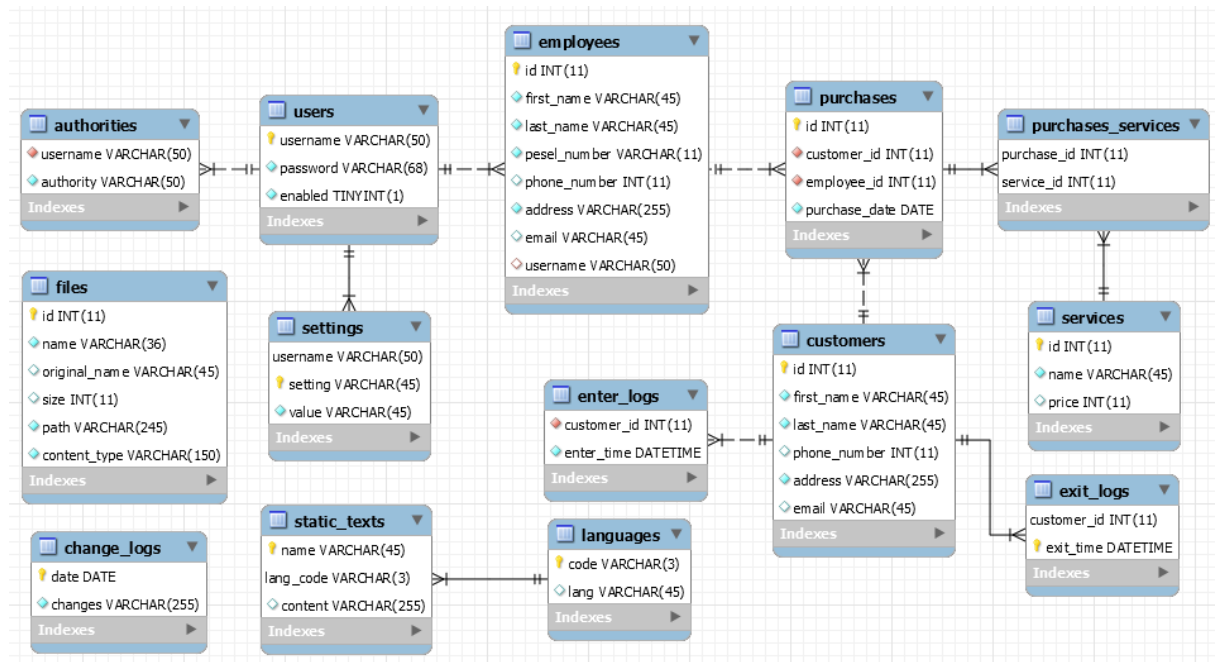 employees
id INT(11)
first_name VARCHAR(45)
last_name VARCHAR(45)
pesel_number VARCHAR(11)
phone_number INT(11)
address VARCHAR(255)
email VARCHAR(45)
username VARCHAR(50)
Indexes
authorities
username VARCHAR(50)
authority VARCHAR(50)
Indexes
users
username VARCHAR(50)
password VARCHAR(68)
enabled TINYINT(1)
Indexes
purchases
id INT(11)
customer_id INT(11)
employee_id INT(11)
purchase_date DATE
Indexes
purchases_services
purchase_id INT(11)
service_id INT(11)
Indexes
files
id INT(11)
name VARCHAR(36)
original_name VARCHAR(45)
size INT(11)
path VARCHAR(245)
content_type VARCHAR(150)
Indexes
settings
username VARCHAR(50)
setting VARCHAR(45)
value VARCHAR(45)
Indexes
customers
id INT(11)
first_name VARCHAR(45)
last_name VARCHAR(45)
phone_number INT(11)
address VARCHAR(255)
email VARCHAR(45)
Indexes
services
id INT(11)
name VARCHAR(45)
price INT(11)
Indexes
enter_logs
customer_id INT(11)
enter_time DATETIME
Indexes
exit_logs
customer_id INT(11)
exit_time DATETIME
Indexes
change_logs
date DATE
changes VARCHAR(255)
Indexes
static_texts
name VARCHAR(45)
lang_code VARCHAR(3)
content VARCHAR(255)
Indexes
languages
code VARCHAR(3)
lang VARCHAR(45)
Indexes